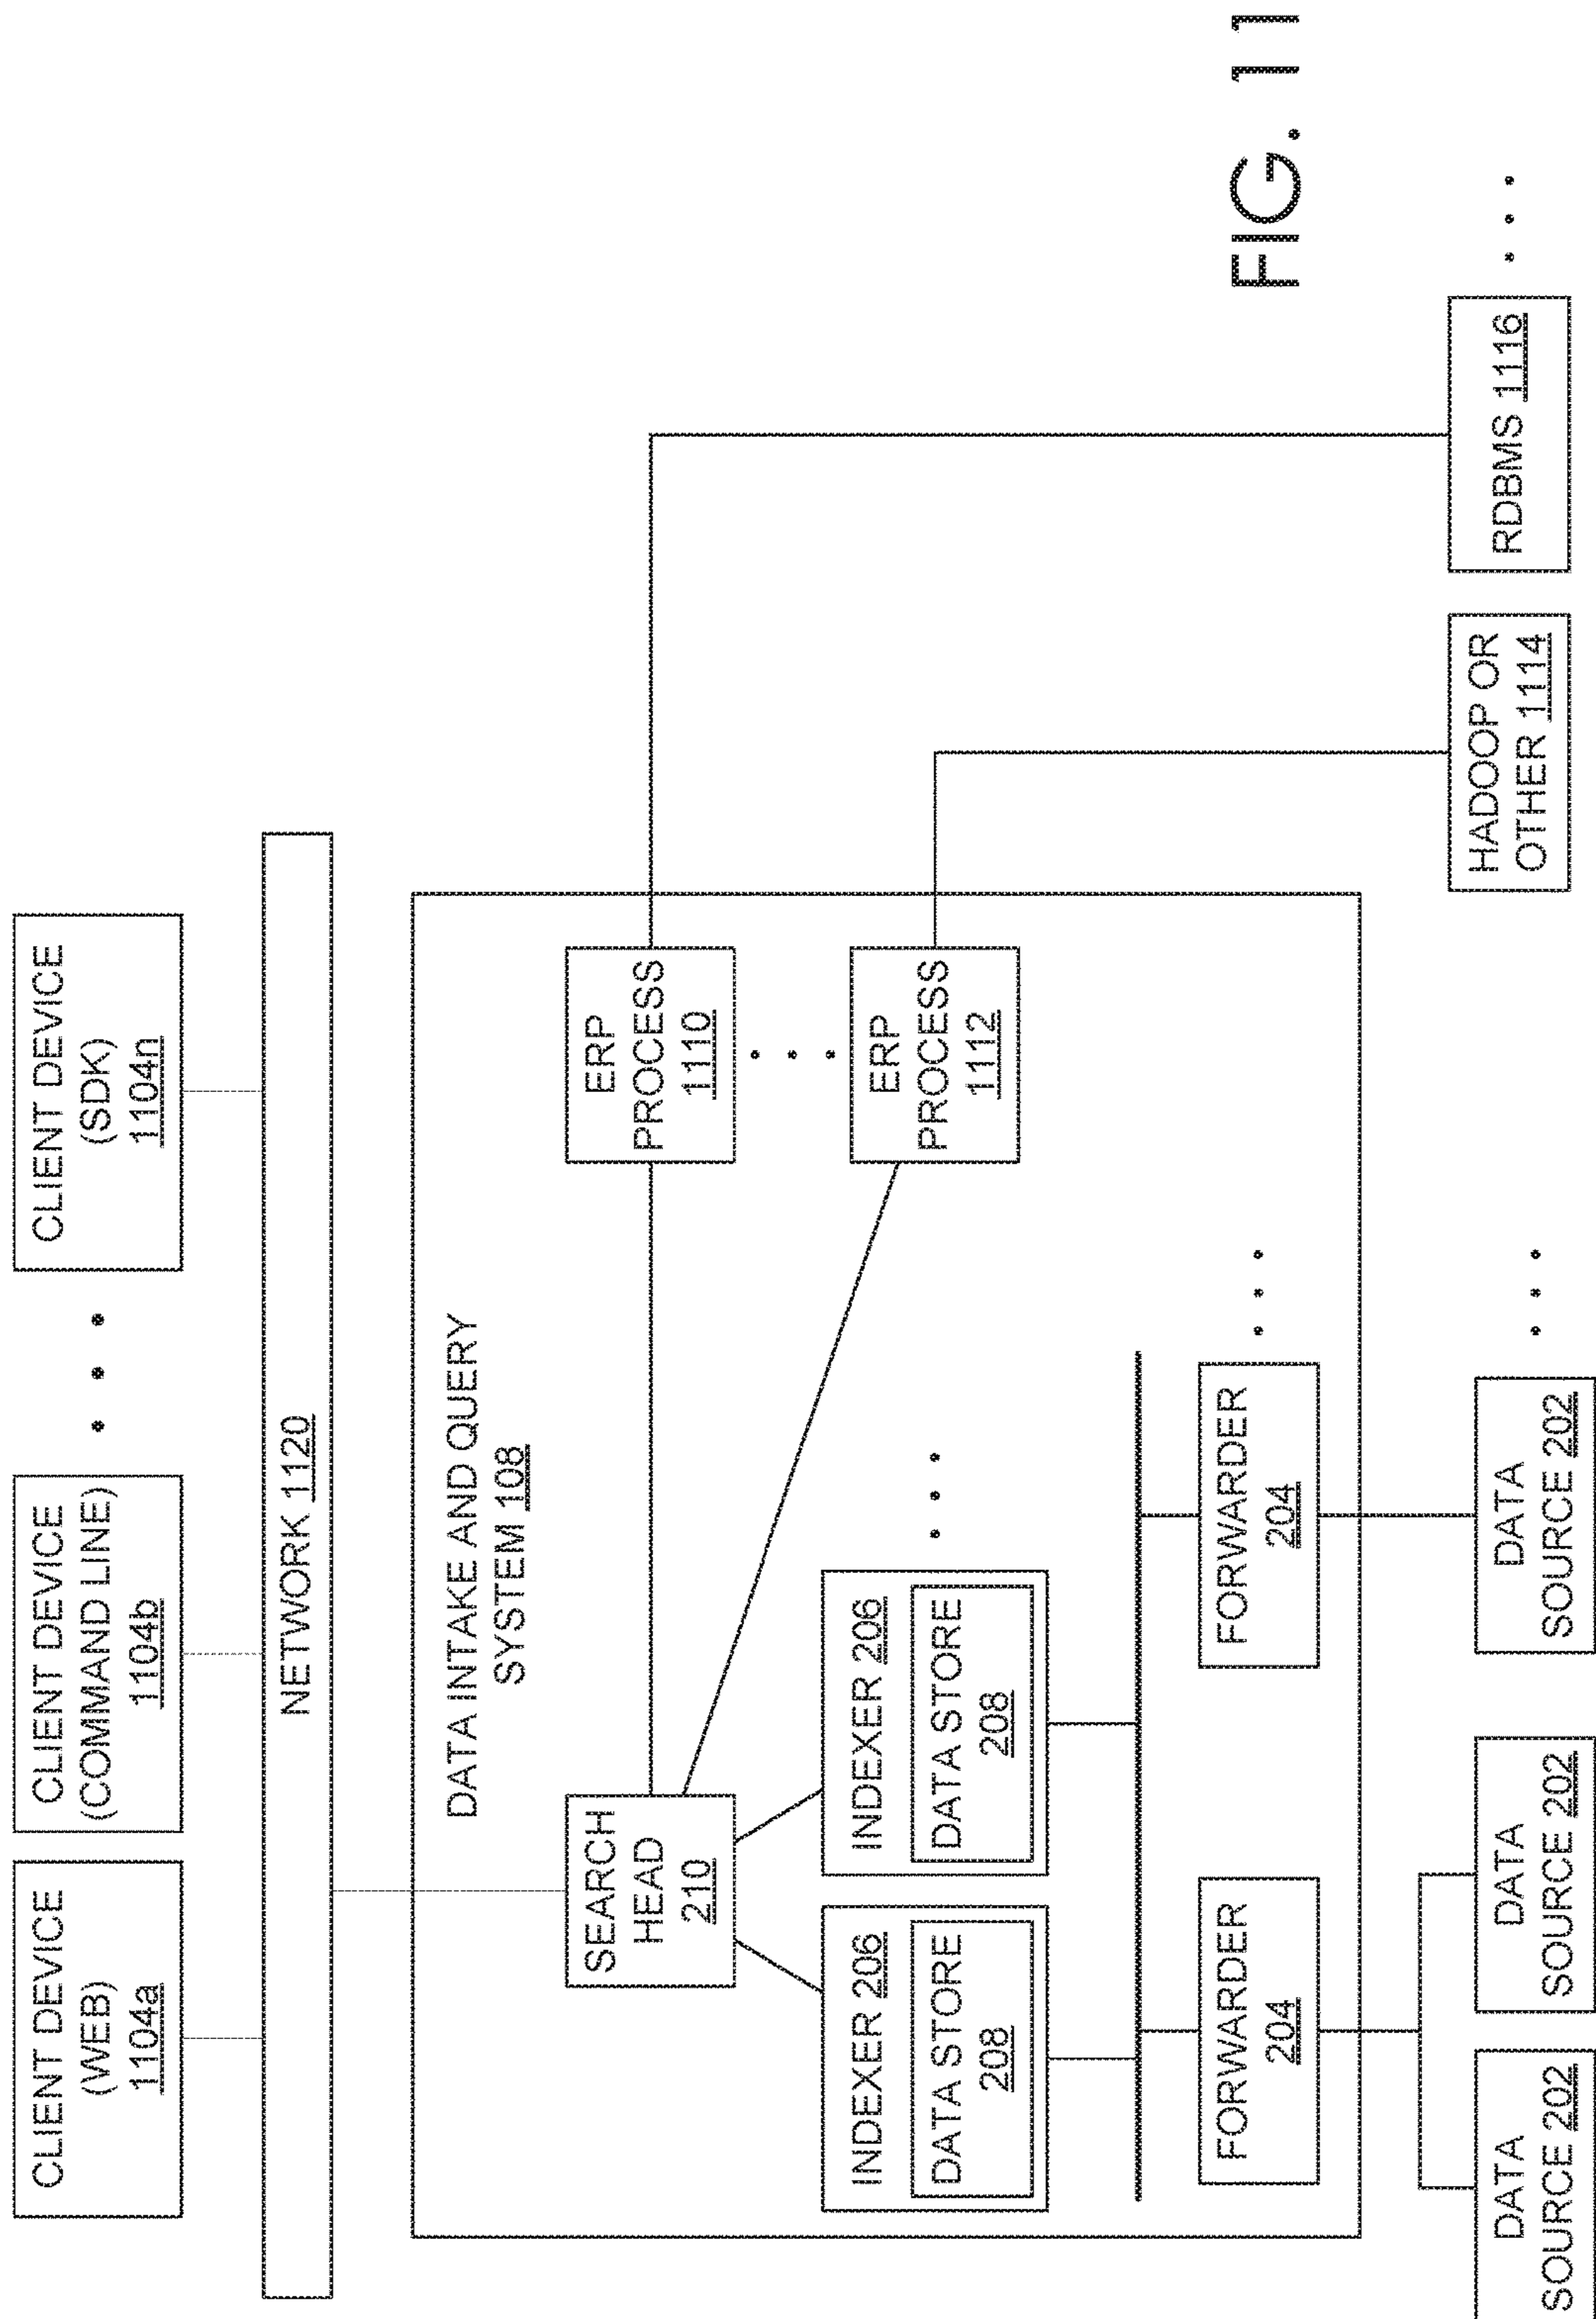 CLIENT DEVICE
(WEB)
1104a
CLIENT DEVICE
(COMMAND LINE)
1104b
CLIENT DEVICE
(SDK)
1104n
NETWORK 1120
DATA INTAKE AND QUERY
SYSTEM 108
SEARCH
HEAD
210
ERP
PROCESS
1110
ERP
PROCESS
1112
INDEXER 206
DATA STORE
208
INDEXER 206
DATA STORE
208
FORWARDER
204
FORWARDER
204
DATA
SOURCE 202
DATA
SOURCE 202
DATA
SOURCE 202
HADOOP OR
OTHER 1114
RDBMS 1116
FIG. 11